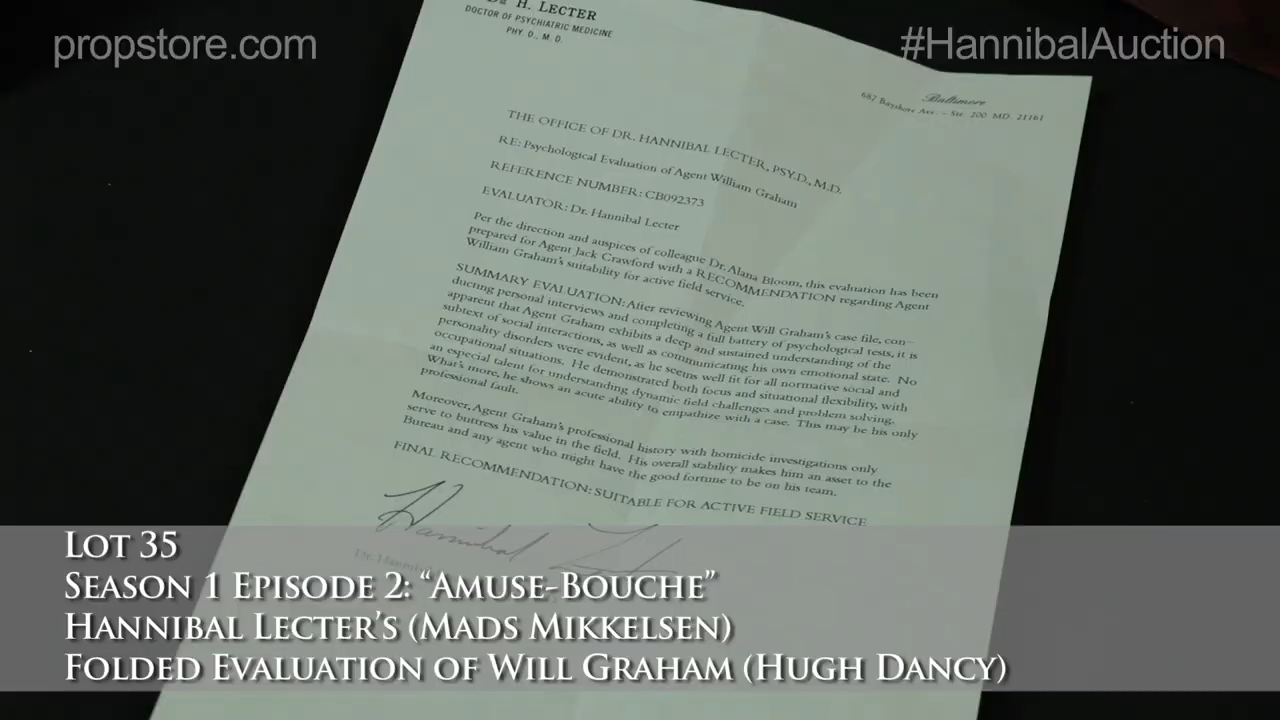 propstore.com
#HannibalAuction
Dr H. Lecter
DOCTOR OF PSYCHIATRIC MEDICINE
PHY. D., M. D.
Baltimore
Ave. – Ste. 200 MD. 21161
THE OFFICE OF DR. HANNIBAL LECTER, PSY.D., M.D.
RE: Psychological Evaluation of Agent William Graham
REFERENCE NUMBER: CB092373
EVALUATOR: Dr. Hannibal Lecter
Per the direction and auspices of colleague Dr. Alana Bloom, this evaluation has been
prepared for Agent Jack Crawford with a RECOMMENDATION regarding Agent
William Graham's suitability for active field service.
SUMMARY EVALUATION: After reviewing Agent Will Graham's case file, con–
ducting personal interviews and completing a full battery of psychological tests, it is
apparent that Agent Graham exhibits a deep and sustained understanding of the
subtext of social interactions, as well as communicating his own emotional state. No
personality disorders were evident, as he seems well fit for all normative social and
occupational situations. He demonstrated both focus and situational flexibility, with
an especial talent for understanding dynamic field challenges and problem solving.
What's more, he shows an acute ability to empathize with a case. This may be his only
professional fault.
Moreover, Agent Graham's professional history with homicide investigations only
serve to buttress his value in the field. His overall stability makes him an asset to the
Bureau and any agent who might have the good fortune to be on his team.
FINAL RECOMMENDATION: SUITABLE FOR ACTIVE FIELD SERVICE
Hannibal
Dr. Hannibal
Lot 35
Season 1 Episode 2: “Amuse-Bouche”
Hannibal Lecter’s (Mads Mikkelsen)
Folded Evaluation of Will Graham (Hugh Dancy)